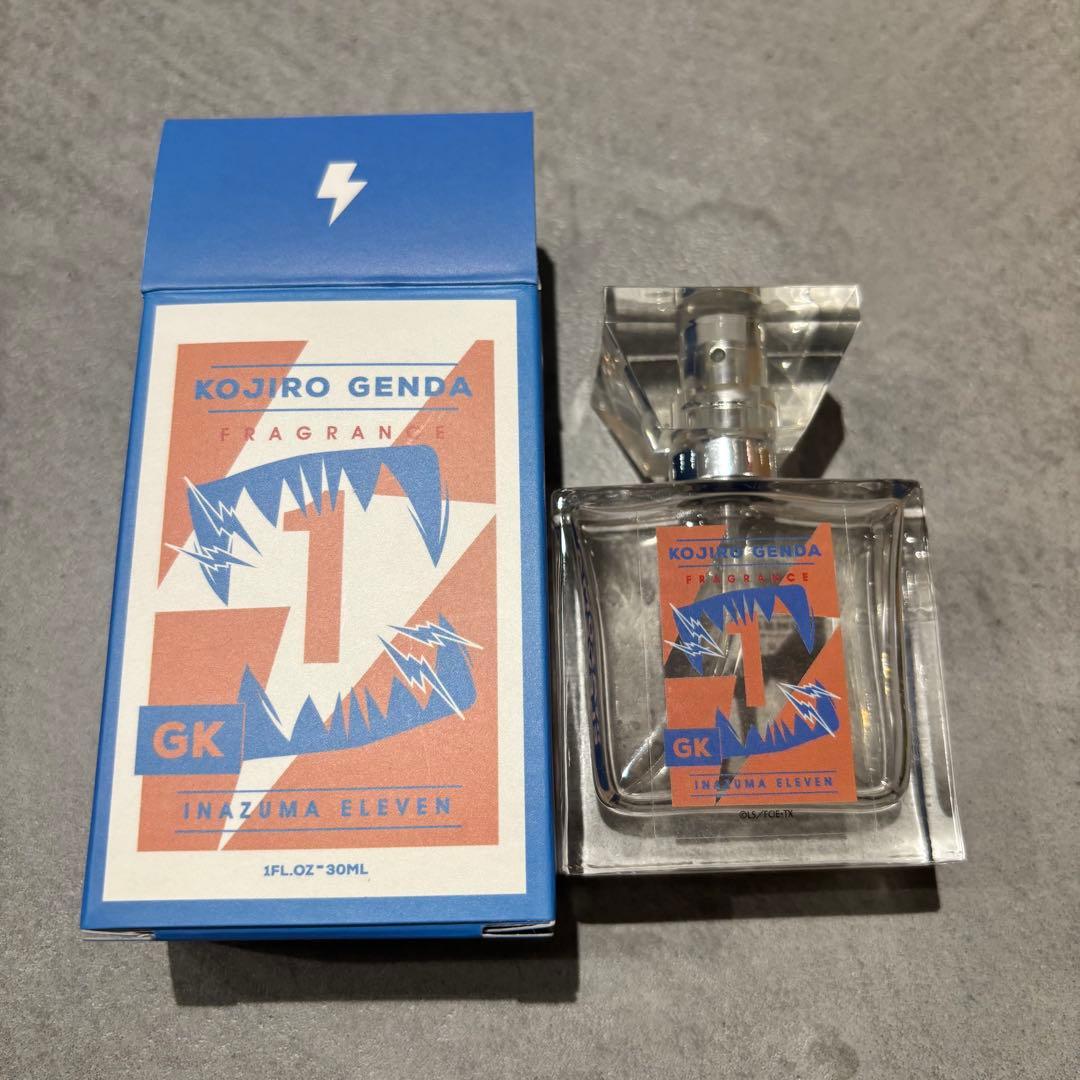 KOJIRO GENDA
FRAGRANCE
1
GK
INAZUMA ELEVEN
1FL.OZ=30ML
KOJIRO GENDA
FRAGRANCE
1
GK
INAZUMA ELEVEN
©LS/FCIE・TX